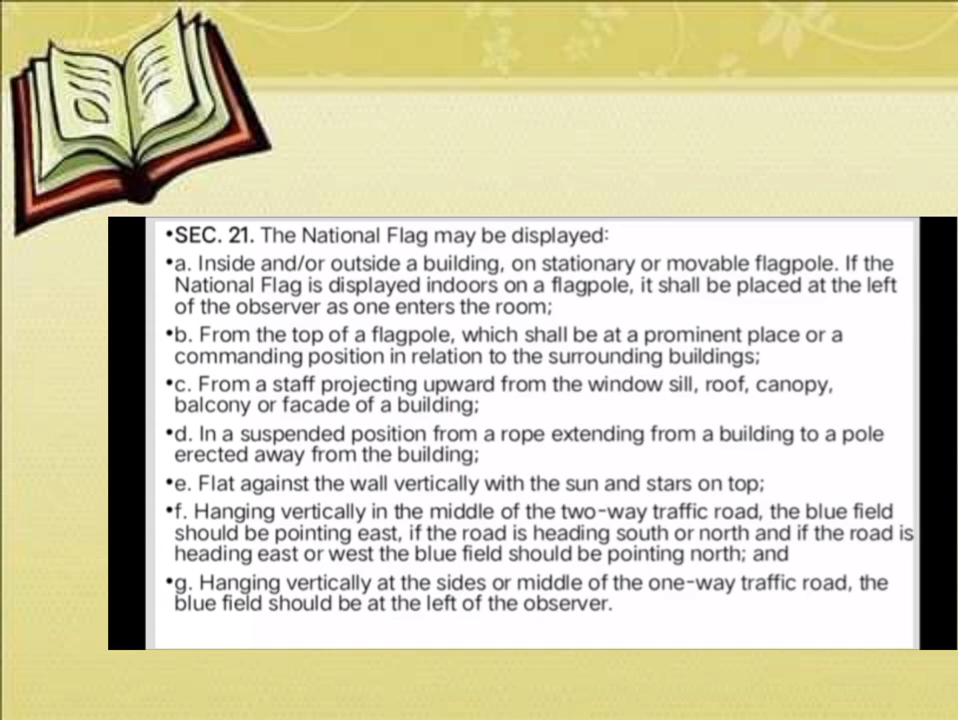 •SEC. 21. The National Flag may be displayed:
•a. Inside and/or outside a building, on stationary or movable flagpole. If the
National Flag is displayed indoors on a flagpole, it shall be placed at the left
of the observer as one enters the room;
•b. From the top of a flagpole, which shall be at a prominent place or a
commanding position in relation to the surrounding buildings;
•c. From a staff projecting upward from the window sill, roof, canopy,
balcony or facade of a building;
•d. In a suspended position from a rope extending from a building to a pole
erected away from the building;
•e. Flat against the wall vertically with the sun and stars on top;
•f. Hanging vertically in the middle of the two-way traffic road, the blue field
should be pointing east, if the road is heading south or north and if the road is
heading east or west the blue field should be pointing north; and
•g. Hanging vertically at the sides or middle of the one-way traffic road, the
blue field should be at the left of the observer.